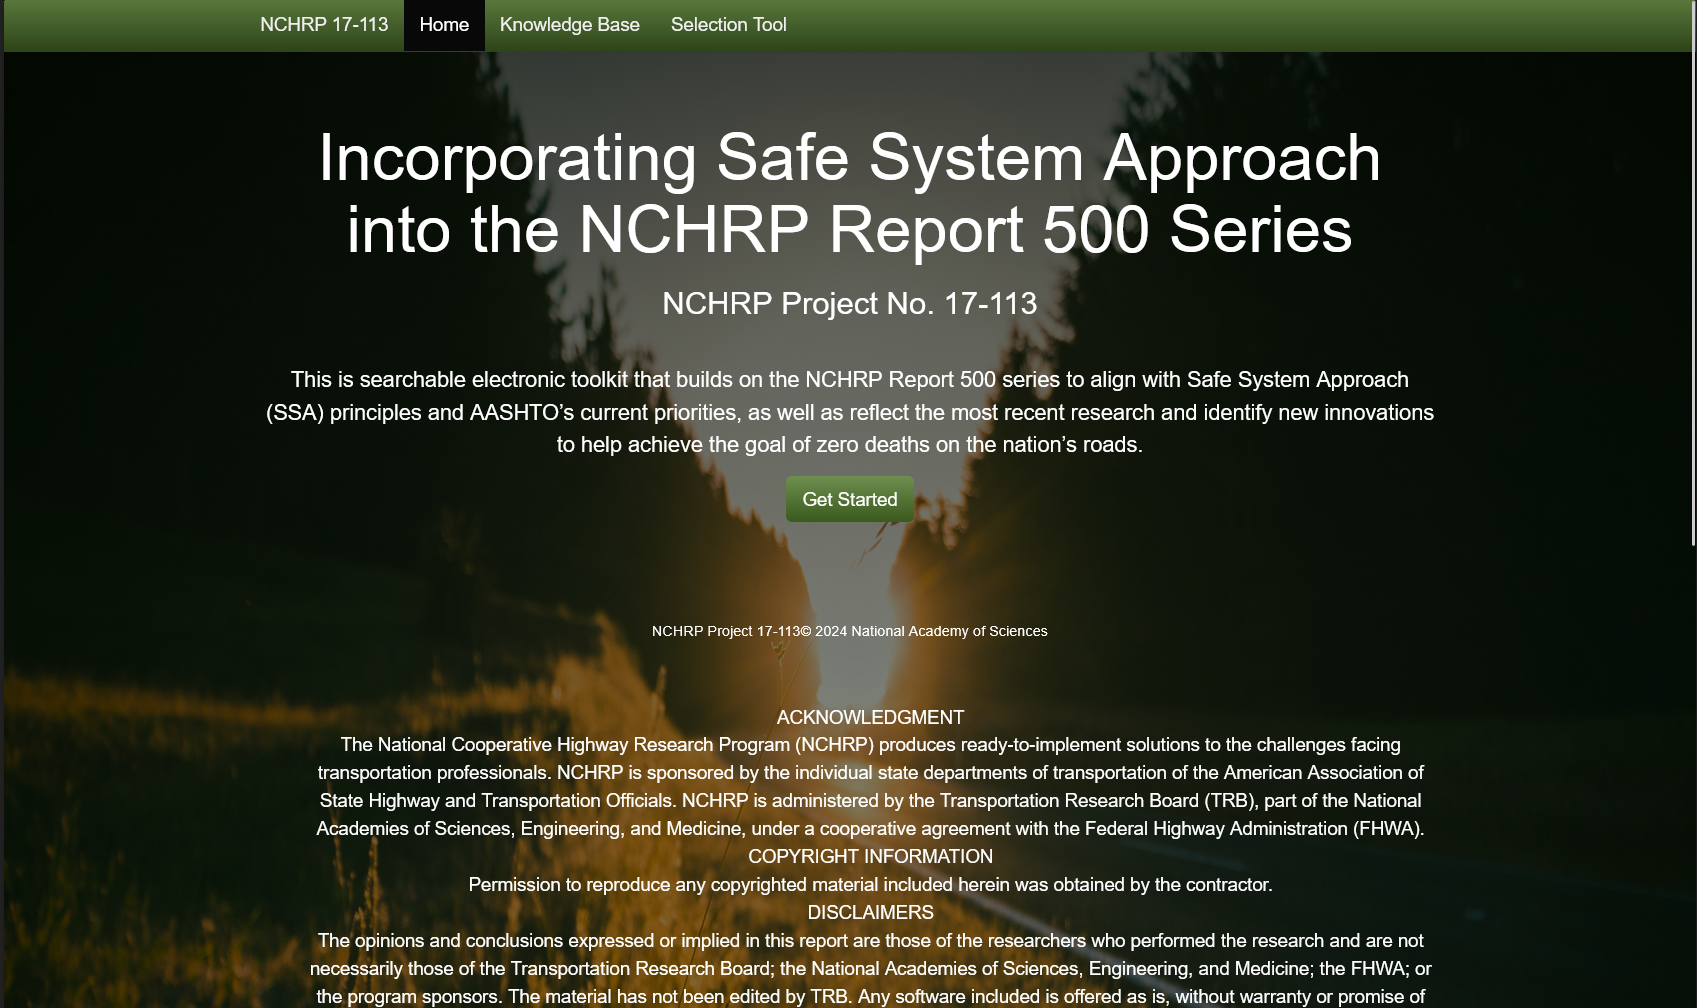 NCHRP 17-113 Home Knowledge Base Selection Tool
Incorporating Safe System Approach
into the NCHRP Report 500 Series
NCHRP Project No. 17-113
This is searchable electronic toolkit that builds on the NCHRP Report 500 series to align with Safe System Approach
(SSA) principles and AASHTO’s current priorities, as well as reflect the most recent research and identify new innovations
to help achieve the goal of zero deaths on the nation’s roads.
Get Started
NCHRP Project 17-113© 2024 National Academy of Sciences
ACKNOWLEDGMENT
The National Cooperative Highway Research Program (NCHRP) produces ready-to-implement solutions to the challenges facing
transportation professionals. NCHRP is sponsored by the individual state departments of transportation of the American Association of
State Highway and Transportation Officials. NCHRP is administered by the Transportation Research Board (TRB), part of the National
Academies of Sciences, Engineering, and Medicine, under a cooperative agreement with the Federal Highway Administration (FHWA).
COPYRIGHT INFORMATION
Permission to reproduce any copyrighted material included herein was obtained by the contractor.
DISCLAIMERS
The opinions and conclusions expressed or implied in this report are those of the researchers who performed the research and are not
necessarily those of the Transportation Research Board; the National Academies of Sciences, Engineering, and Medicine; the FHWA; or
the program sponsors. The material has not been edited by TRB. Any software included is offered as is, without warranty or promise of